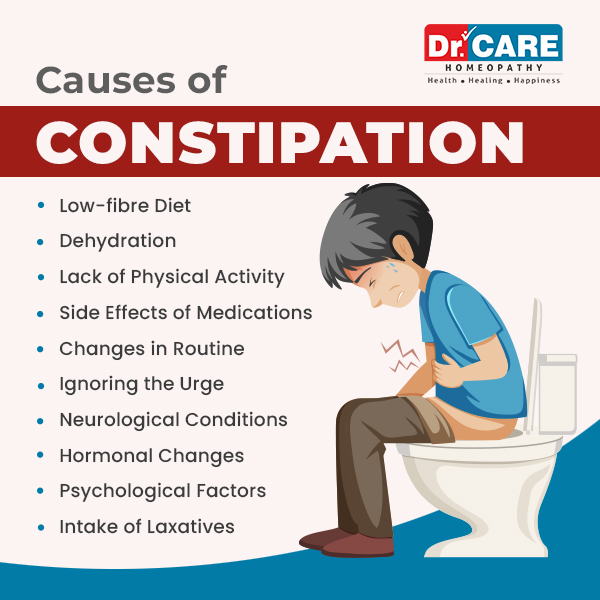 Dr. CARE
HOMEOPATHY
Health • Healing • Happiness
Causes of
CONSTIPATION
• Low-fibre Diet
• Dehydration
• Lack of Physical Activity
• Side Effects of Medications
• Changes in Routine
• Ignoring the Urge
• Neurological Conditions
• Hormonal Changes
• Psychological Factors
• Intake of Laxatives